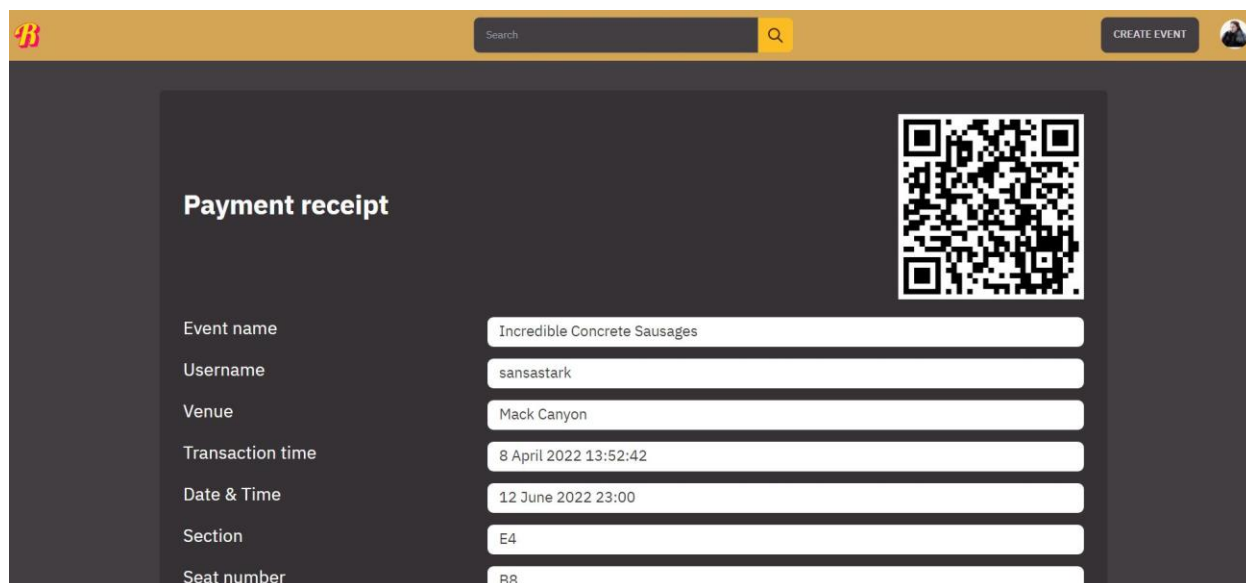 B
Search
CREATE EVENT
Payment receipt
Event name Incredible Concrete Sausages
Username sansastark
Venue Mack Canyon
Transaction time 8 April 2022 13:52:42
Date & Time 12 June 2022 23:00
Section E4
Seat number B8